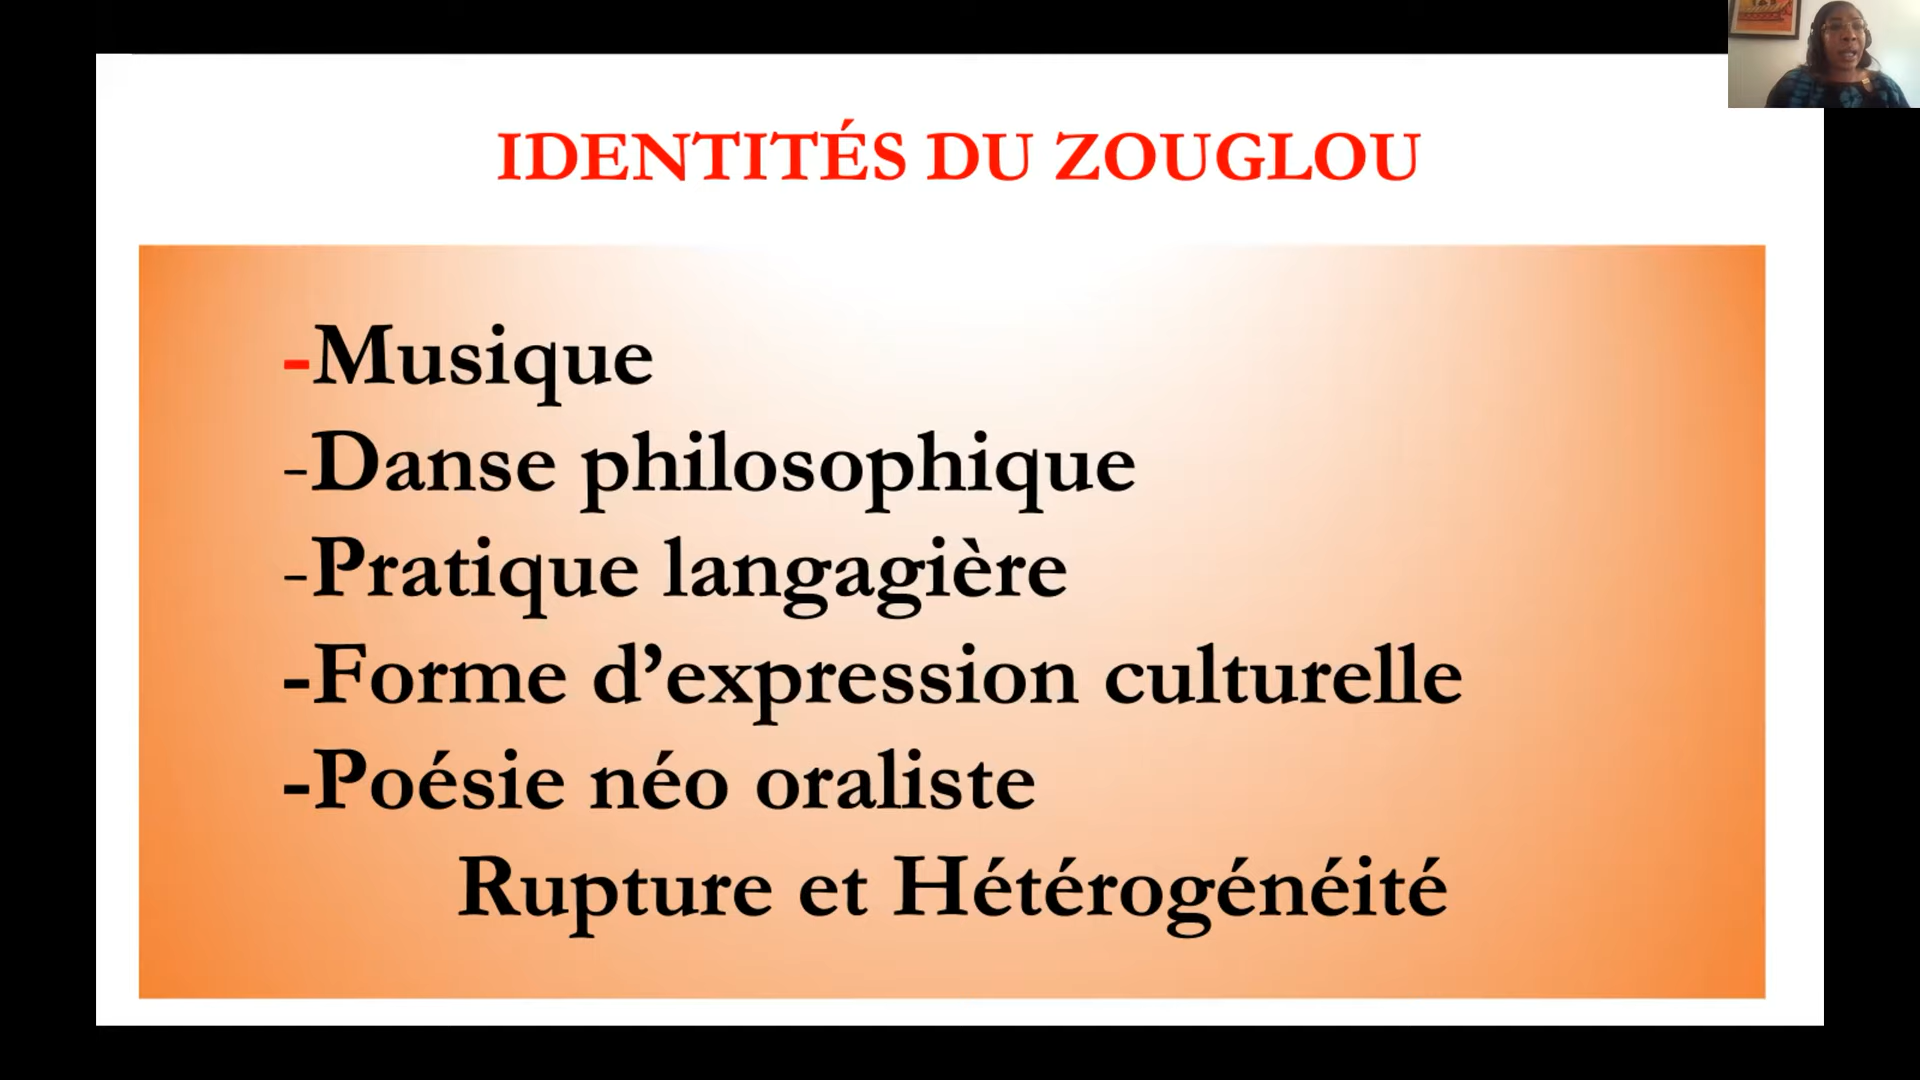 IDENTITÉS DU ZOUGLOU
-Musique
-Danse philosophique
-Pratique langagière
-Forme d’expression culturelle
-Poésie néo oraliste
Rupture et Hétérogénéité